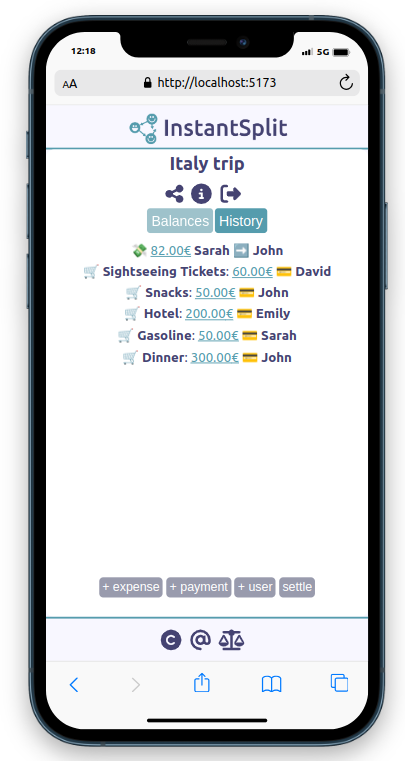 12:18
5G
AA
http://localhost:5173
InstantSplit
Italy trip
Balances History
82.00€ Sarah ➡️ John
Sightseeing Tickets: 60.00€ David
Snacks: 50.00€ John
Hotel: 200.00€ Emily
Gasoline: 50.00€ Sarah
Dinner: 300.00€ John
+ expense + payment + user settle